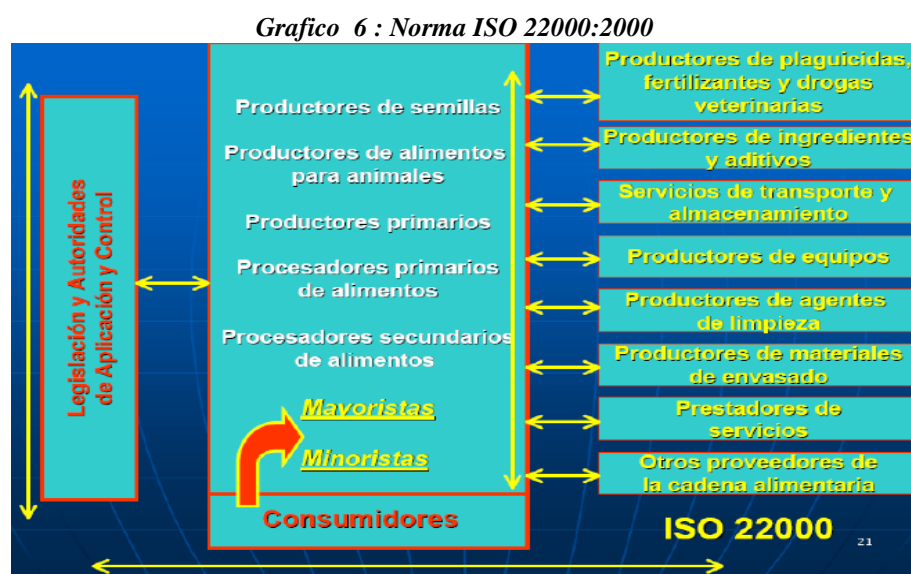 Grafico 6 : Norma ISO 22000:2000
Legislación y Autoridades
de Aplicación y Control
Productores de semillas
Productores de alimentos
para animales
Productores primarios
Procesadores primarios
de alimentos
Procesadores secundarios
de alimentos
Mayoristas
Minoristas
Consumidores
Productores de plaguicidas,
fertilizantes y drogas
veterinarias
Productores de ingredientes
y aditivos
Servicios de transporte y
almacenamiento
Productores de equipos
Productores de agentes
de limpieza
Productores de materiales
de envasado
Prestadores de
servicios
Otros proveedores de
la cadena alimentaria
ISO 22000
21